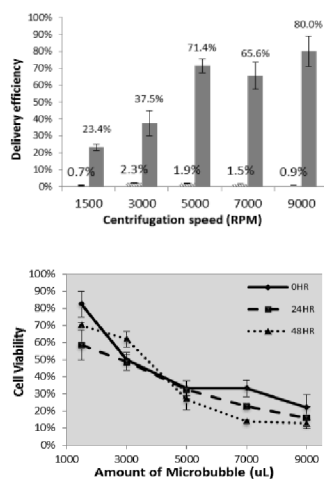 100%
90%
80%
70%
60%
50%
40%
30%
20%
10%
0%
Delivery efficiency
0.7% 23.4% 2.3% 37.5% 1.9% 71.4% 1.5% 65.6% 0.9% 80.0%
1500 3000 5000 7000 9000
Centrifugation speed (RPM)
100%
90%
80%
70%
60%
50%
40%
30%
20%
10%
0%
Cell Viability
0HR
24HR
48HR
1000 3000 5000 7000 9000
Amount of Microbubble (uL)